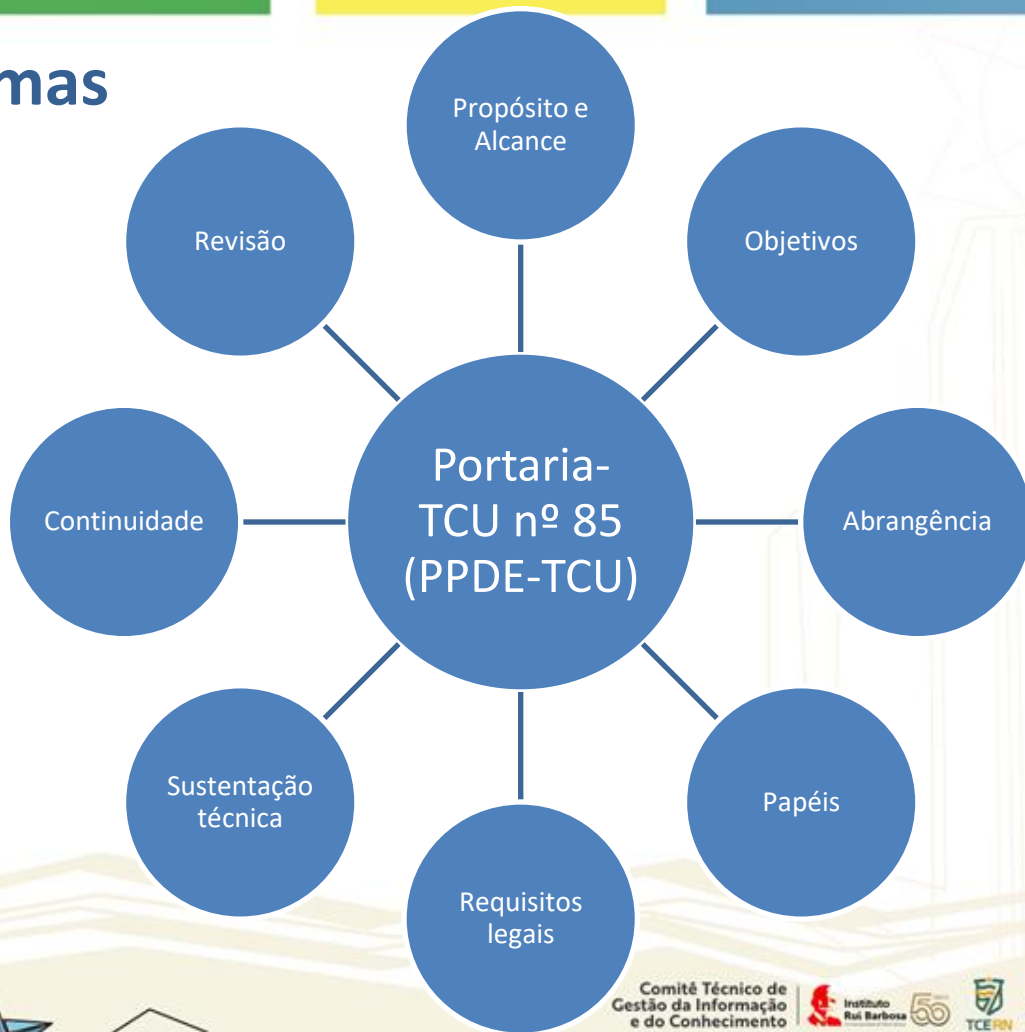 mas
Propósito e
Alcance
Objetivos
Abrangência
Papéis
Requisitos
legais
Sustentação
técnica
Continuidade
Revisão
Portaria-
TCU nº 85
(PPDE-TCU)
Comitê Técnico de
Gestão da Informação
e do Conhecimento
Instituto
Rui Barbosa
50
TCERN